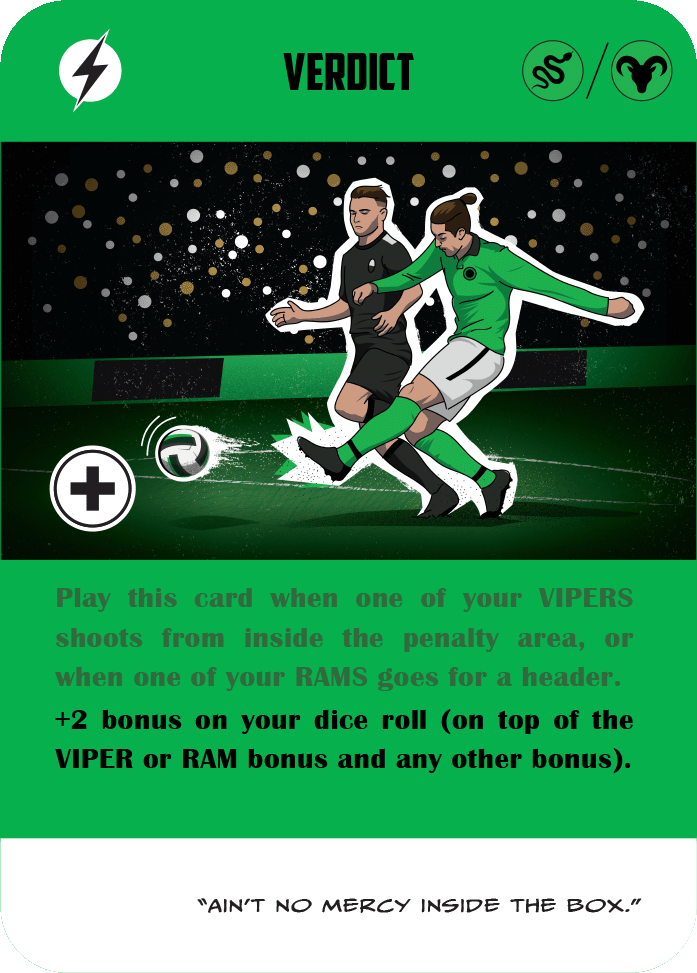 VERDICT
Play this card when one of your VIPERS
shoots from inside the penalty area, or
when one of your RAMS goes for a header.
+2 bonus on your dice roll (on top of the
VIPER or RAM bonus and any other bonus).
“AIN’T NO MERCY INSIDE THE BOX.”